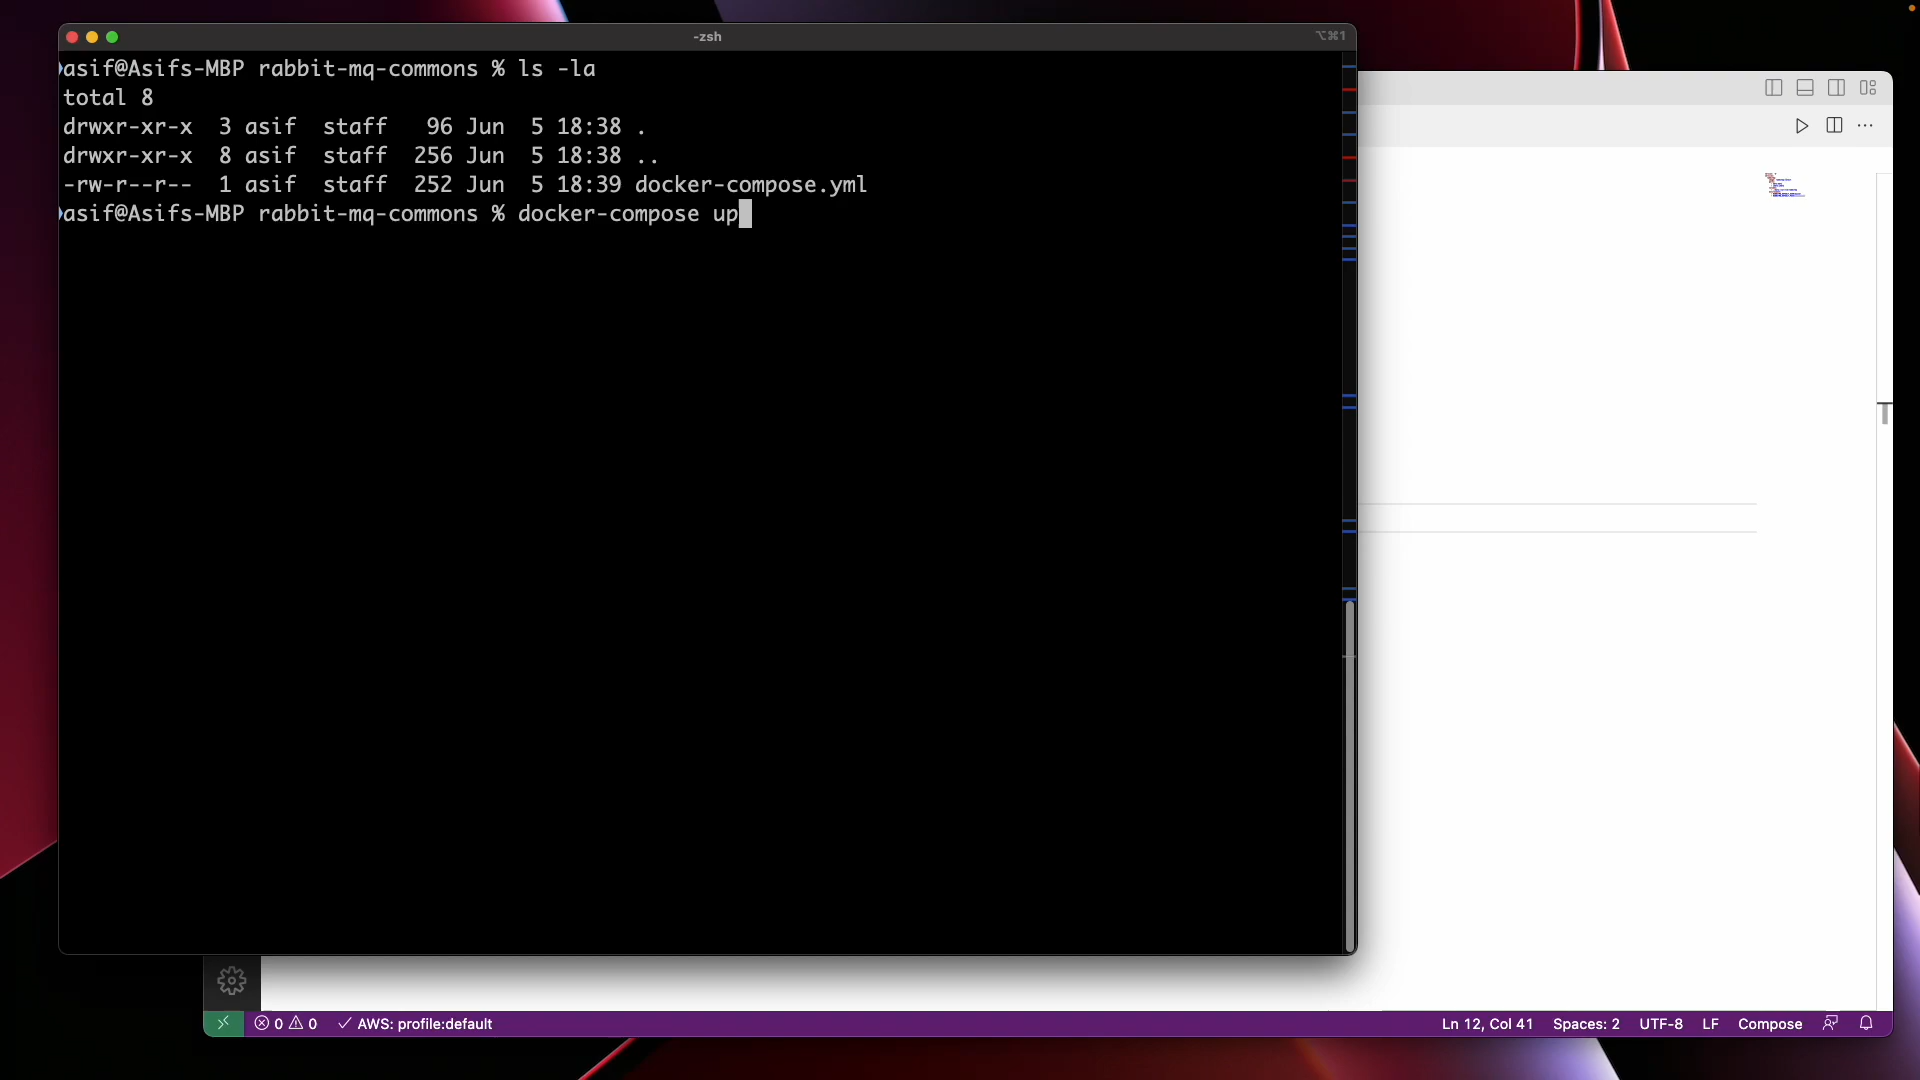 -zsh
⌥⌘1
asif@Asifs-MBP rabbit-mq-commons % ls -la
total 8
drwxr-xr-x  3 asif  staff   96 Jun  5 18:38 .
drwxr-xr-x  8 asif  staff  256 Jun  5 18:38 ..
-rw-r--r--  1 asif  staff  252 Jun  5 18:39 docker-compose.yml
asif@Asifs-MBP rabbit-mq-commons % docker-compose up
0 0 AWS: profile:default Ln 12, Col 41 Spaces: 2 UTF-8 LF Compose